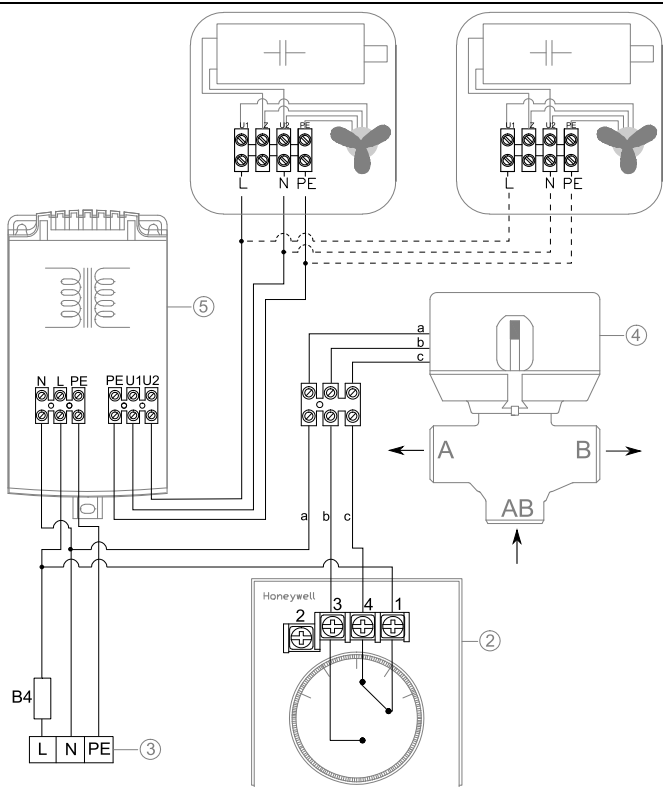 U1 Z U2 PE
U1 Z U2 PE
L N PE
L N PE
5
a
b
c
4
N L PE PE U1 U2
A B
AB
a b c
Honeywell
2 3 4 1
2
B4
L N PE 3